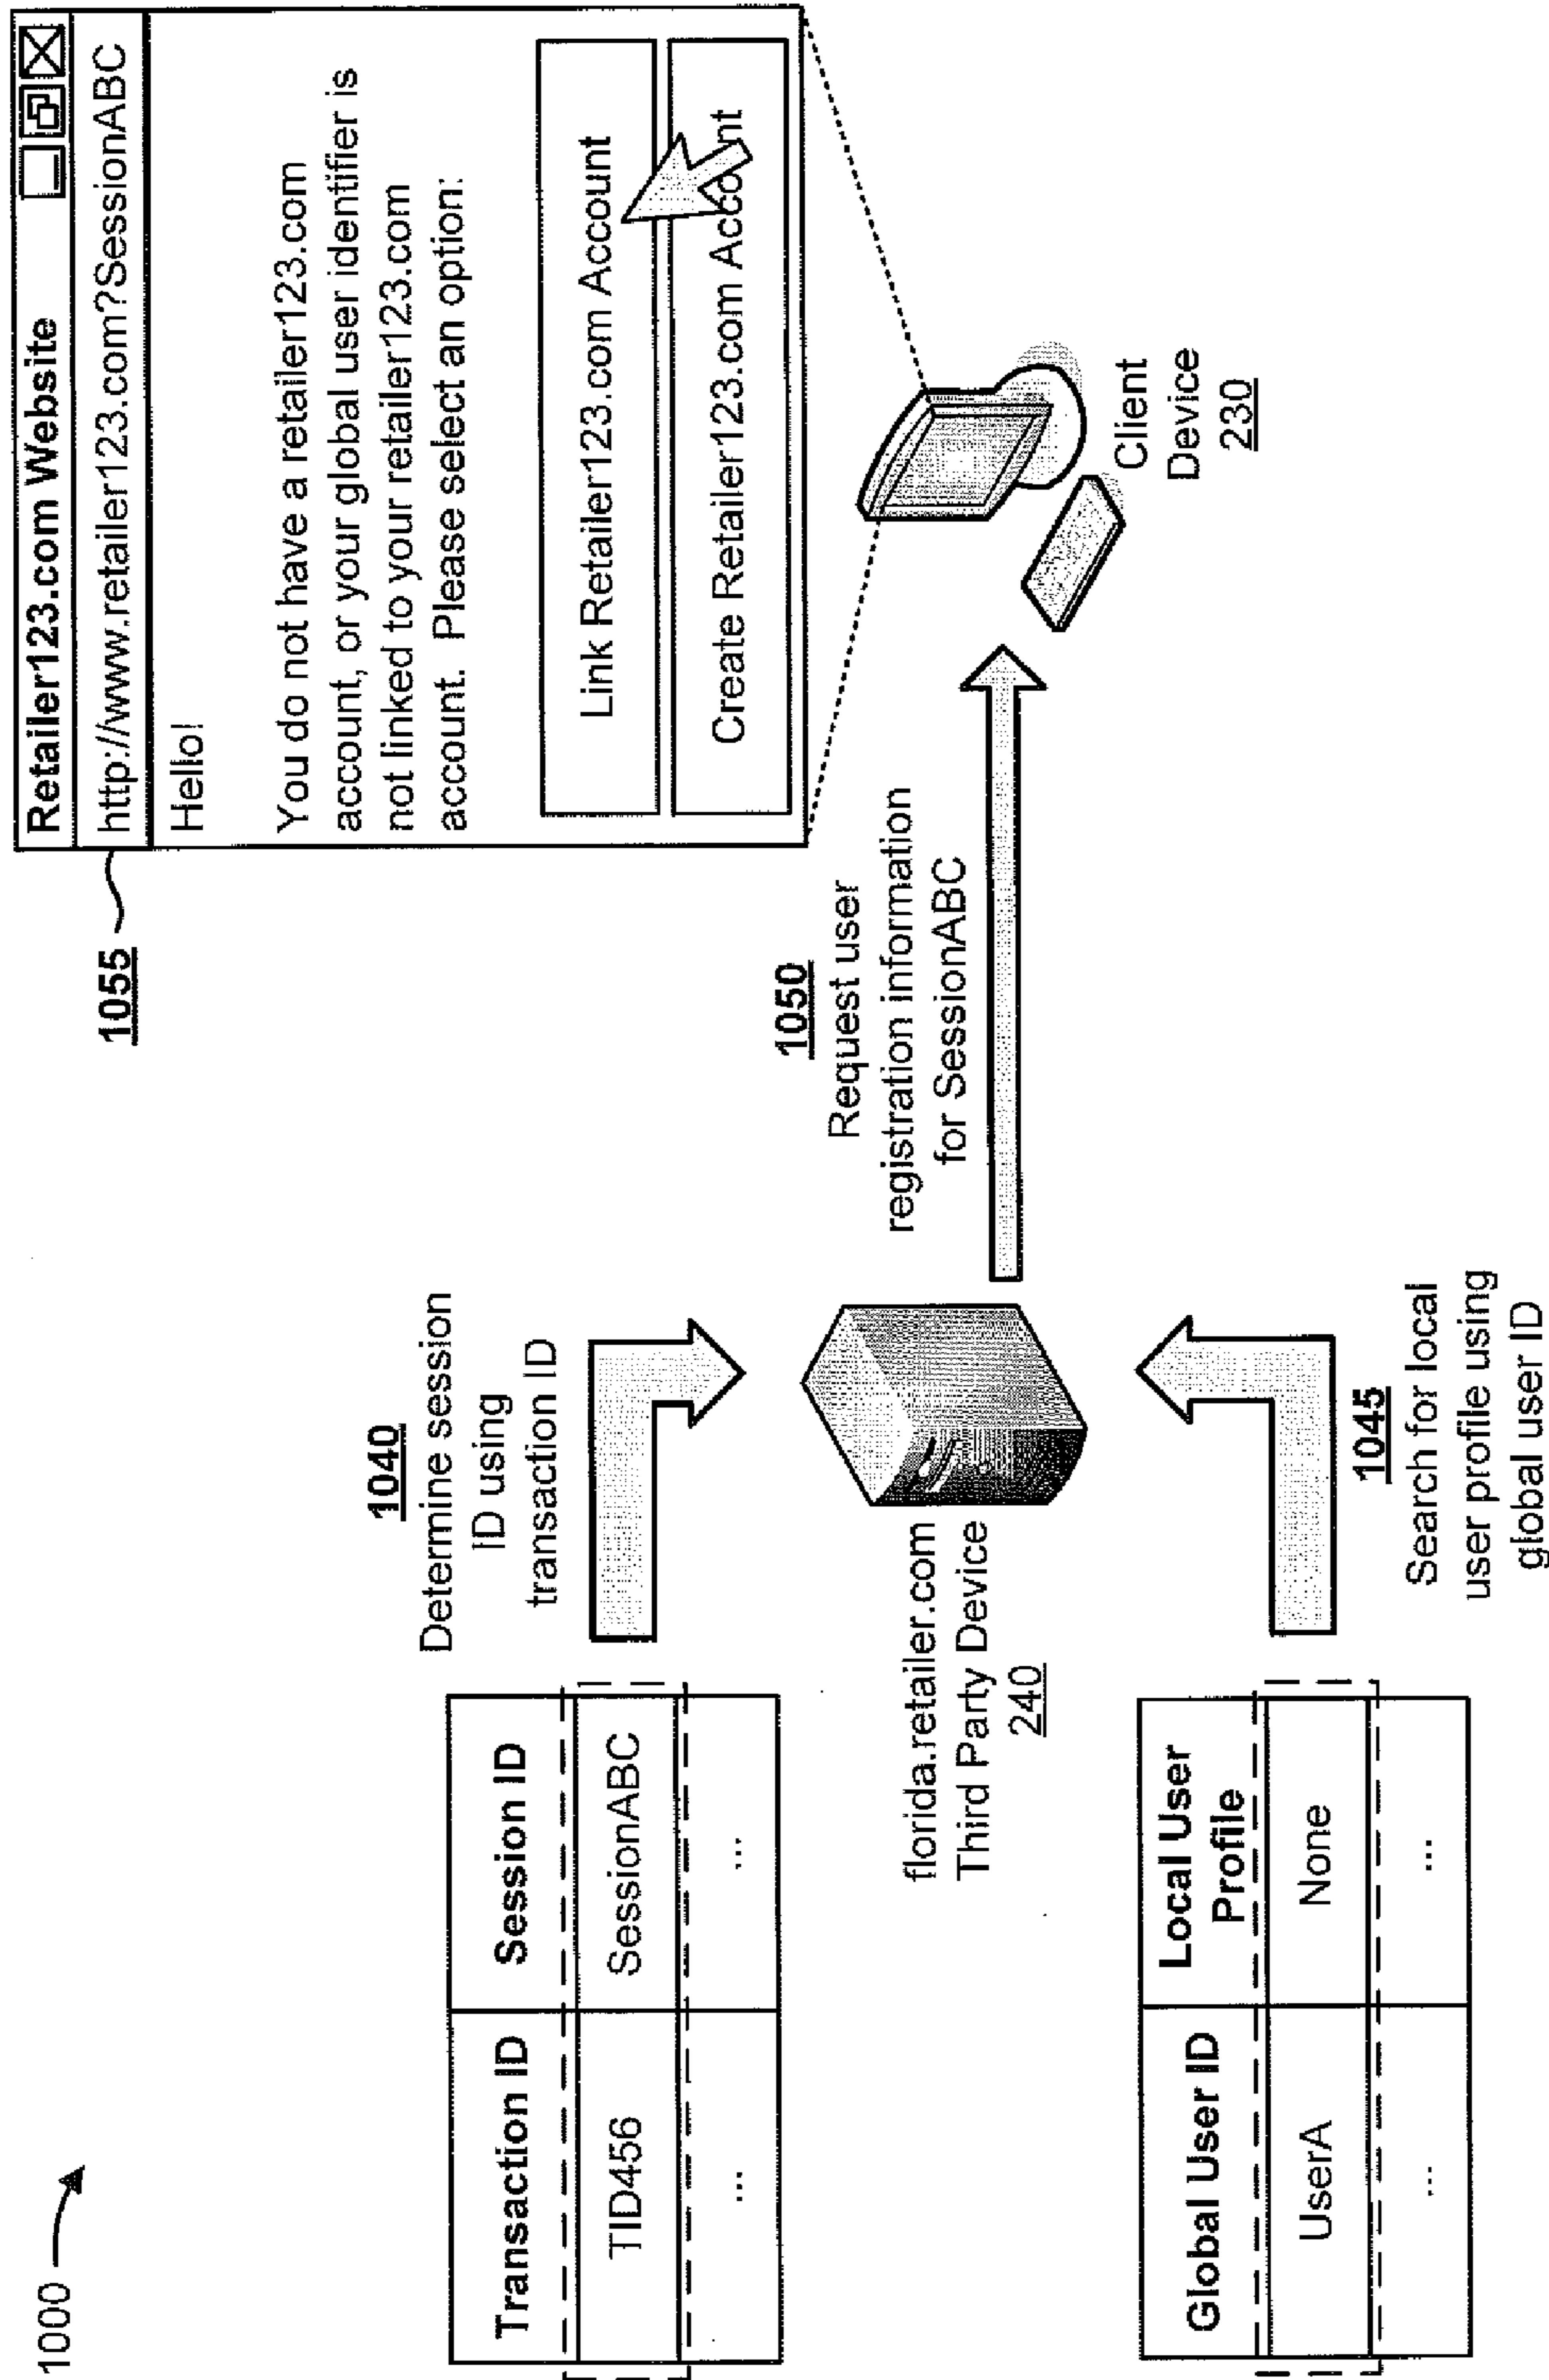 1000
Transaction ID
Session ID
TID456
SessionABC
...
...
1040
Determine session
ID using
transaction ID
florida.retailer.com
Third Party Device
240
Global User ID
Local User
Profile
UserA
None
...
...
1045
Search for local
user profile using
global user ID
1050
Request user
registration information
for SessionABC
1055
Retailer123.com Website
http://www.retailer123.com?SessionABC
Hello!
You do not have a retailer123.com
account, or your global user identifier is
not linked to your retailer123.com
account. Please select an option:
Link Retailer123.com Account
Create Retailer123.com Account
Client
Device
230